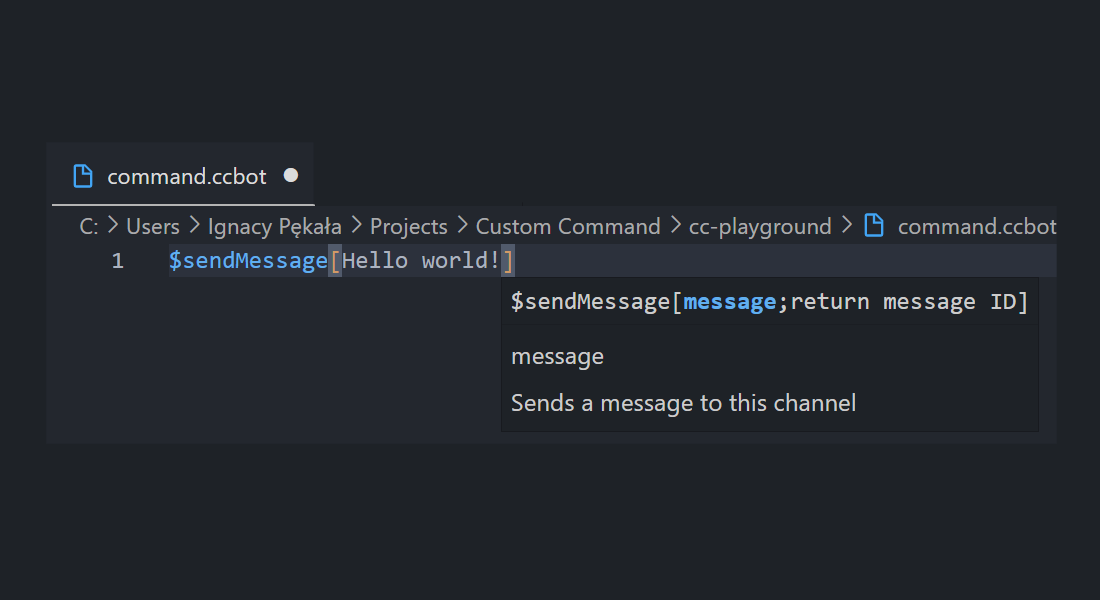 command.ccbot
C: > Users > Ignacy Pękała > Projects > Custom Command > cc-playground > command.ccbot
1 $sendMessage[Hello world!]
$sendMessage[message;return message ID]
message
Sends a message to this channel